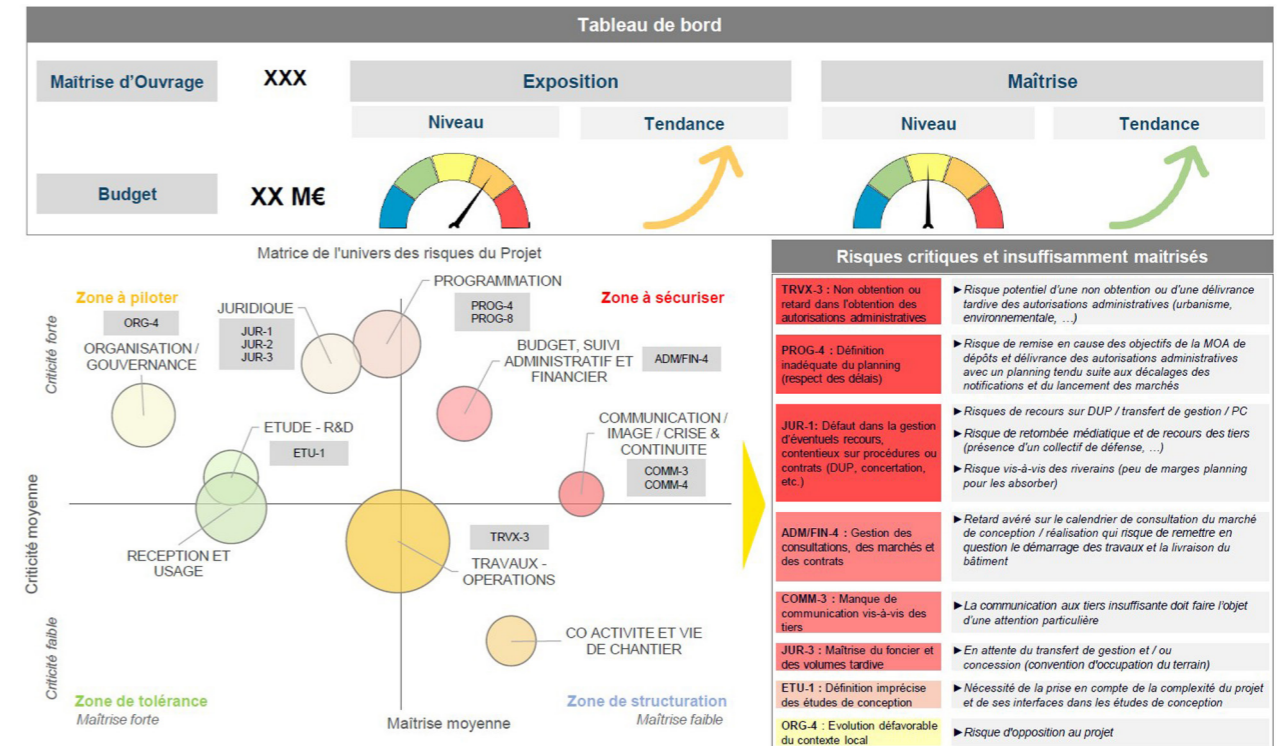 Tableau de bord
Maîtrise d'Ouvrage
XXX
Exposition
Maîtrise
Niveau
Tendance
Niveau
Tendance
Budget
XX M€
Matrice de l'univers des risques du Projet
Zone à piloter
Zone à sécuriser
Criticité forte
ORG-4
ORGANISATION /
GOUVERNANCE
JURIDIQUE
JUR-1
JUR-2
JUR-3
PROGRAMMATION
PROG-4
PROG-8
BUDGET, SUIVI
ADMINISTRATIF ET
FINANCIER
ADM/FIN-4
ETUDE - R&D
ETU-1
COMMUNICATION /
IMAGE / CRISE &
CONTINUITE
COMM-3
COMM-4
Criticité moyenne
RECEPTION ET
USAGE
TRVX-3
TRAVAUX -
OPERATIONS
CO ACTIVITE ET VIE
DE CHANTIER
Criticité faible
Zone de tolérance
Maîtrise forte
Maîtrise moyenne
Zone de structuration
Maîtrise faible
Risques critiques et insuffisamment maitrisés
TRVX-3 : Non obtention ou
retard dans l'obtention des
autorisations administratives
►Risque potentiel d'une non obtention ou d'une délivrance
tardive des autorisations administratives (urbanisme,
environnementale, …)
PROG-4 : Définition
inadéquate du planning
(respect des délais)
►Risque de remise en cause des objectifs de la MOA de
dépôts et délivrance des autorisations administratives
avec un planning tendu suite aux décalages des
notifications et du lancement des marchés
JUR-1: Défaut dans la gestion
d'éventuels recours,
contentieux sur procédures ou
contrats (DUP, concertation,
etc.)
►Risques de recours sur DUP / transfert de gestion / PC
►Risque de retombée médiatique et de recours des tiers
(présence d'un collectif de défense, …)
►Risque vis-à-vis des riverains (peu de marges planning
pour les absorber)
ADM/FIN-4 : Gestion des
consultations, des marchés et
des contrats
►Retard avéré sur le calendrier de consultation du marché
de conception / réalisation qui risque de remettre en
question le démarrage des travaux et la livraison du
bâtiment
COMM-3 : Manque de
communication vis-à-vis des
tiers
►La communication aux tiers insuffisante doit faire l'objet
d'une attention particulière
JUR-3 : Maîtrise du foncier et
des volumes tardive
►En attente du transfert de gestion et / ou
concession (convention d'occupation du terrain)
ETU-1 : Définition imprécise
des études de conception
►Nécessité de la prise en compte de la complexité du projet
et de ses interfaces dans les études de conception
ORG-4 : Evolution défavorable
du contexte local
►Risque d'opposition au projet